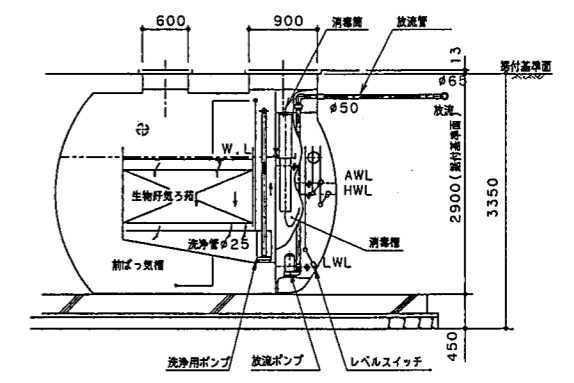 600
900
消毒筒
放流管
13
据付基準面
φ65
φ50
放流
W.L
AWL
HWL
2900(据付基準面)
3350
生物好気ろ苑
洗浄管φ25
消毒槽
前ばっ気槽
LWL
450
洗浄用ポンプ
放流ポンプ
レベルスイッチ